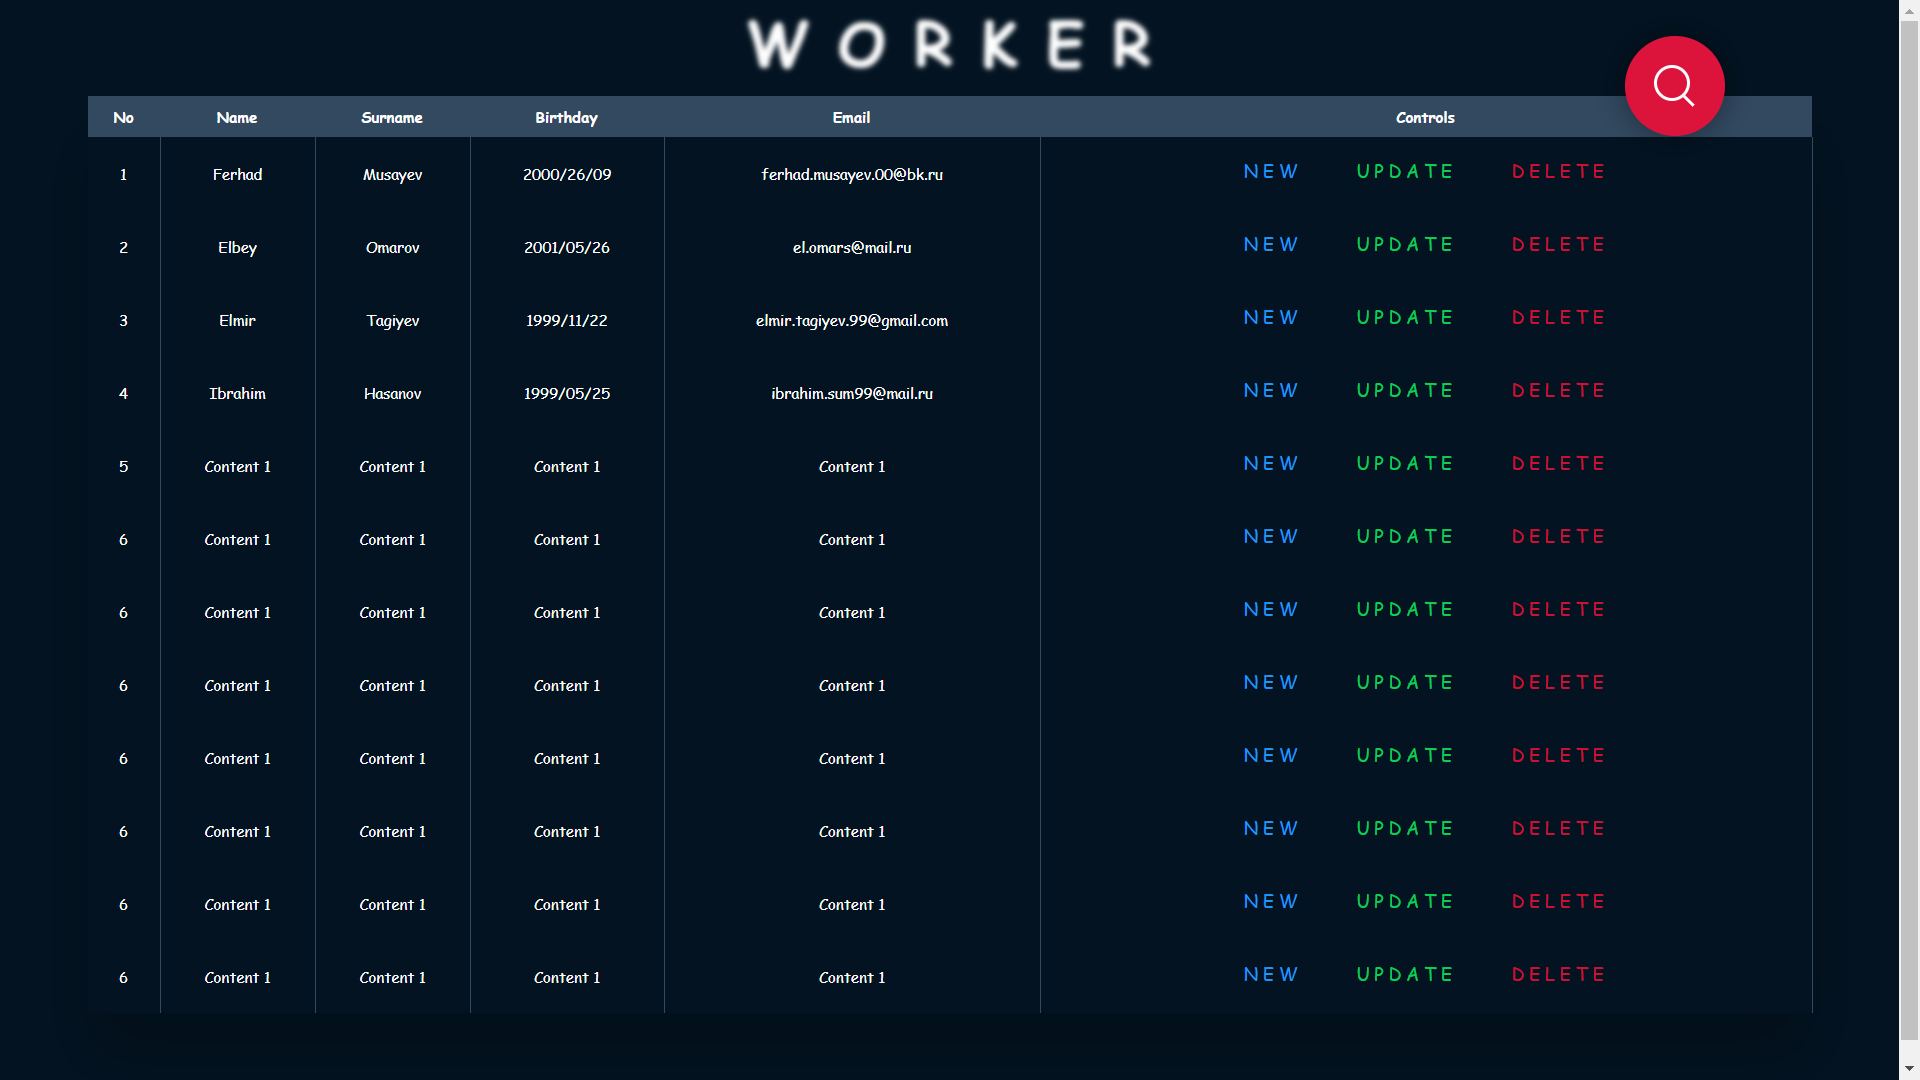 WORKER
No Name Surname Birthday Email Controls
1 Ferhad Musayev 2000/26/09 ferhad.musayev.00@bk.ru NEW UPDATE DELETE
2 Elbey Omarov 2001/05/26 el.omars@mail.ru NEW UPDATE DELETE
3 Elmir Tagiyev 1999/11/22 elmir.tagiyev.99@gmail.com NEW UPDATE DELETE
4 Ibrahim Hasanov 1999/05/25 ibrahim.sum99@mail.ru NEW UPDATE DELETE
5 Content 1 Content 1 Content 1 Content 1 NEW UPDATE DELETE
6 Content 1 Content 1 Content 1 Content 1 NEW UPDATE DELETE
6 Content 1 Content 1 Content 1 Content 1 NEW UPDATE DELETE
6 Content 1 Content 1 Content 1 Content 1 NEW UPDATE DELETE
6 Content 1 Content 1 Content 1 Content 1 NEW UPDATE DELETE
6 Content 1 Content 1 Content 1 Content 1 NEW UPDATE DELETE
6 Content 1 Content 1 Content 1 Content 1 NEW UPDATE DELETE
6 Content 1 Content 1 Content 1 Content 1 NEW UPDATE DELETE